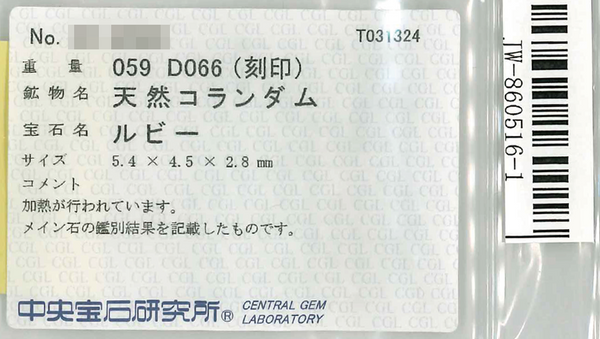 No.
T031324
重量 059 D066(刻印)
鉱物名 天然コランダム
宝石名 ルビー
サイズ 5.4 × 4.5 × 2.8 mm
コメント
加熱が行われています。
メイン石の鑑別結果を記載したものです。
中央宝石研究所® CENTRAL GEM
LABORATORY
JW-860516-1